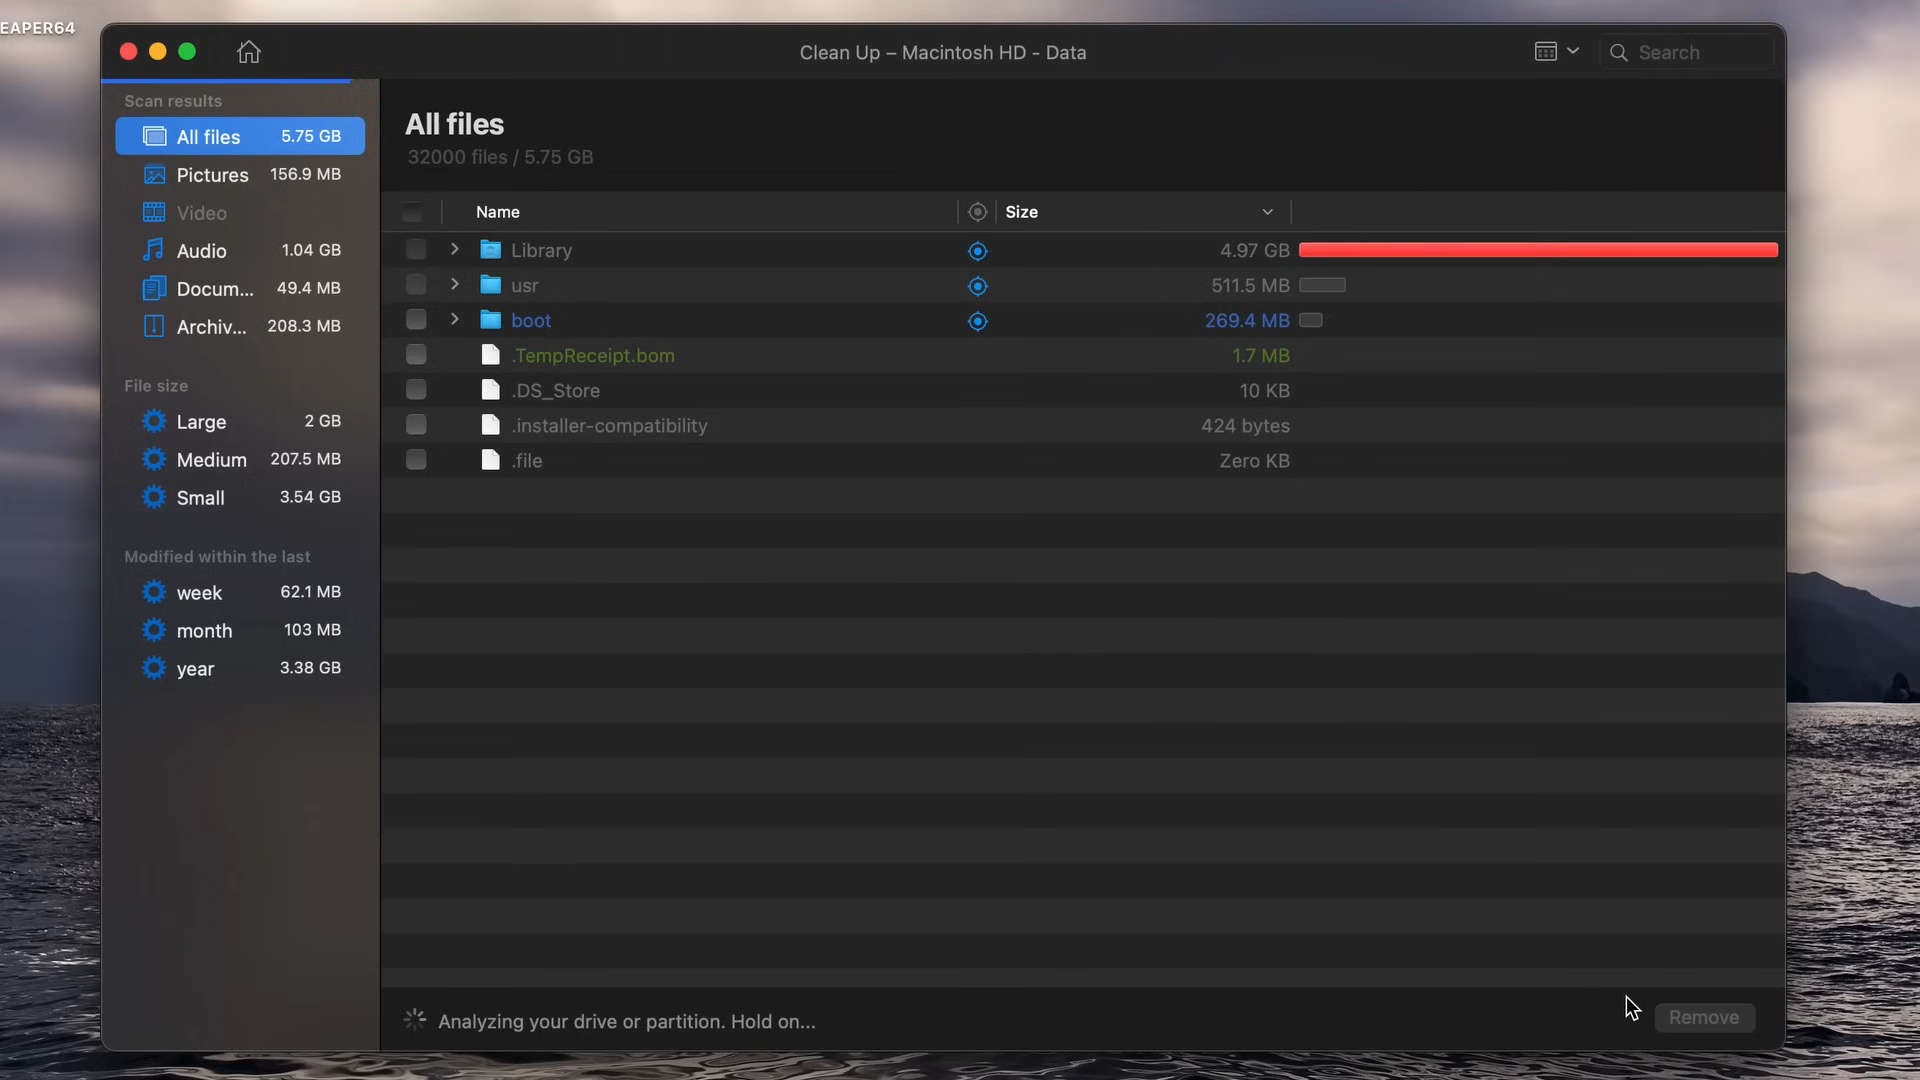 EAPER64
Clean Up – Macintosh HD - Data
Search
Scan results
All files 5.75 GB
Pictures 156.9 MB
Video
Audio 1.04 GB
Docum... 49.4 MB
Archiv... 208.3 MB
File size
Large 2 GB
Medium 207.5 MB
Small 3.54 GB
Modified within the last
week 62.1 MB
month 103 MB
year 3.38 GB
All files
32000 files / 5.75 GB
Name Size
Library 4.97 GB
usr 511.5 MB
boot 269.4 MB
.TempReceipt.bom 1.7 MB
.DS_Store 10 KB
.installer-compatibility 424 bytes
.file Zero KB
Analyzing your drive or partition. Hold on...
Remove